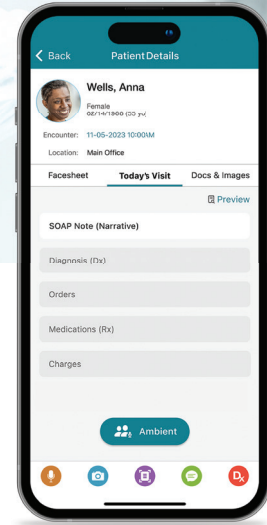 Back
Patient Details
Wells, Anna
Female
Encounter: 11-05-2023 10:00\M
Location: Main Office
Facesheet Today's Visit Docs & Images
Preview
SOAP Note (Narrative)
Diagnosis (Dx)
Orders
Medications (Rx)
Charges
Ambient
Dx